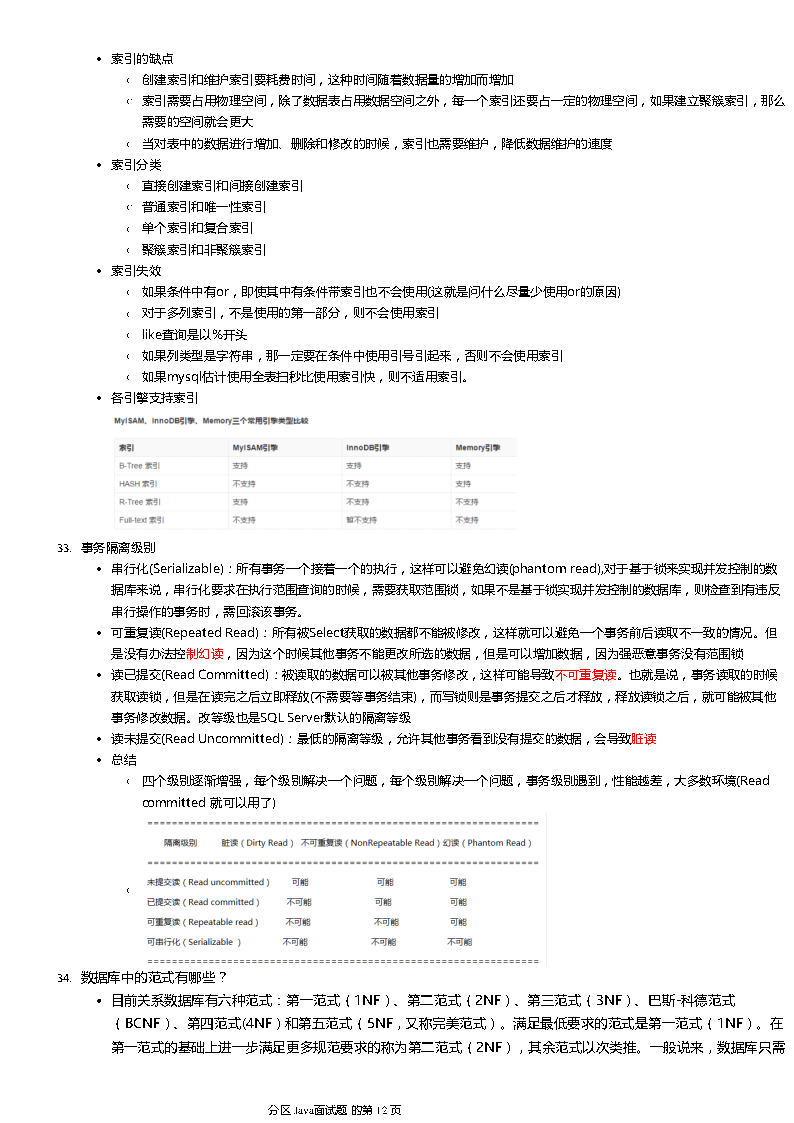 • 索引的缺点
○ 创建索引和维护索引要耗费时间，这种时间随着数据量的增加而增加
○ 索引需要占用物理空间，除了数据表占用数据空间之外，每一个索引还要占一定的物理空间，如果建立聚簇索引，那么
需要的空间就会更大
○ 当对表中的数据进行增加、删除和修改的时候，索引也需要维护，降低数据维护的速度
• 索引分类
○ 直接创建索引和间接创建索引
○ 普通索引和唯一性索引
○ 单个索引和复合索引
○ 聚簇索引和非聚簇索引
• 索引失效
○ 如果条件中有or，即使其中有条件带索引也不会使用(这就是问什么尽量少使用or的原因)
○ 对于多列索引，不是使用的第一部分，则不会使用索引
○ like查询是以%开头
○ 如果列类型是字符串，那一定要在条件中使用引号引起来，否则不会使用索引
○ 如果mysql估计使用全表扫秒比使用索引快，则不适用索引。
• 各引擎支持索引
MyISAM、InnoDB引擎、Memory三个常用引擎类型比较
索引 MyISAM引擎 InnoDB引擎 Memory引擎
B-Tree 索引 支持 支持 支持
HASH 索引 不支持 不支持 支持
R-Tree 索引 支持 不支持 不支持
Full-text 索引 不支持 暂不支持 不支持
33. 事务隔离级别
• 串行化(Serializable)：所有事务一个接着一个的执行，这样可以避免幻读(phantom read),对于基于锁来实现并发控制的数
据库来说，串行化要求在执行范围查询的时候，需要获取范围锁，如果不是基于锁实现并发控制的数据库，则检查到有违反
串行操作的事务时，需回滚该事务。
• 可重复读(Repeated Read)：所有被Select获取的数据都不能被修改，这样就可以避免一个事务前后读取不一致的情况。但
是没有办法控制幻读，因为这个时候其他事务不能更改所选的数据，但是可以增加数据，因为强恶意事务没有范围锁
• 读已提交(Read Committed)：被读取的数据可以被其他事务修改，这样可能导致不可重复读。也就是说，事务读取的时候
获取读锁，但是在读完之后立即释放(不需要等事务结束)，而写锁则是事务提交之后才释放，释放读锁之后，就可能被其他
事务修改数据。改等级也是SQL Server默认的隔离等级
• 读未提交(Read Uncommitted)：最低的隔离等级，允许其他事务看到没有提交的数据，会导致脏读
• 总结
○ 四个级别逐渐增强，每个级别解决一个问题，每个级别解决一个问题，事务级别遇到，性能越差，大多数环境(Read
committed 就可以用了)
隔离级别 脏读（Dirty Read） 不可重复读（NonRepeatable Read）幻读（Phantom Read）
未提交读（Read uncommitted） 可能 可能 可能
已提交读（Read committed） 不可能 可能 可能
可重复读（Repeatable read） 不可能 不可能 可能
可串行化（Serializable ） 不可能 不可能 不可能
34. 数据库中的范式有哪些？
• 目前关系数据库有六种范式：第一范式（1NF）、第二范式（2NF）、第三范式（3NF）、巴斯-科德范式
（BCNF）、第四范式(4NF）和第五范式（5NF，又称完美范式）。满足最低要求的范式是第一范式（1NF）。在
第一范式的基础上进一步满足更多规范要求的称为第二范式（2NF），其余范式以次类推。一般说来，数据库只需
分区 Java面试题 的第 12 页